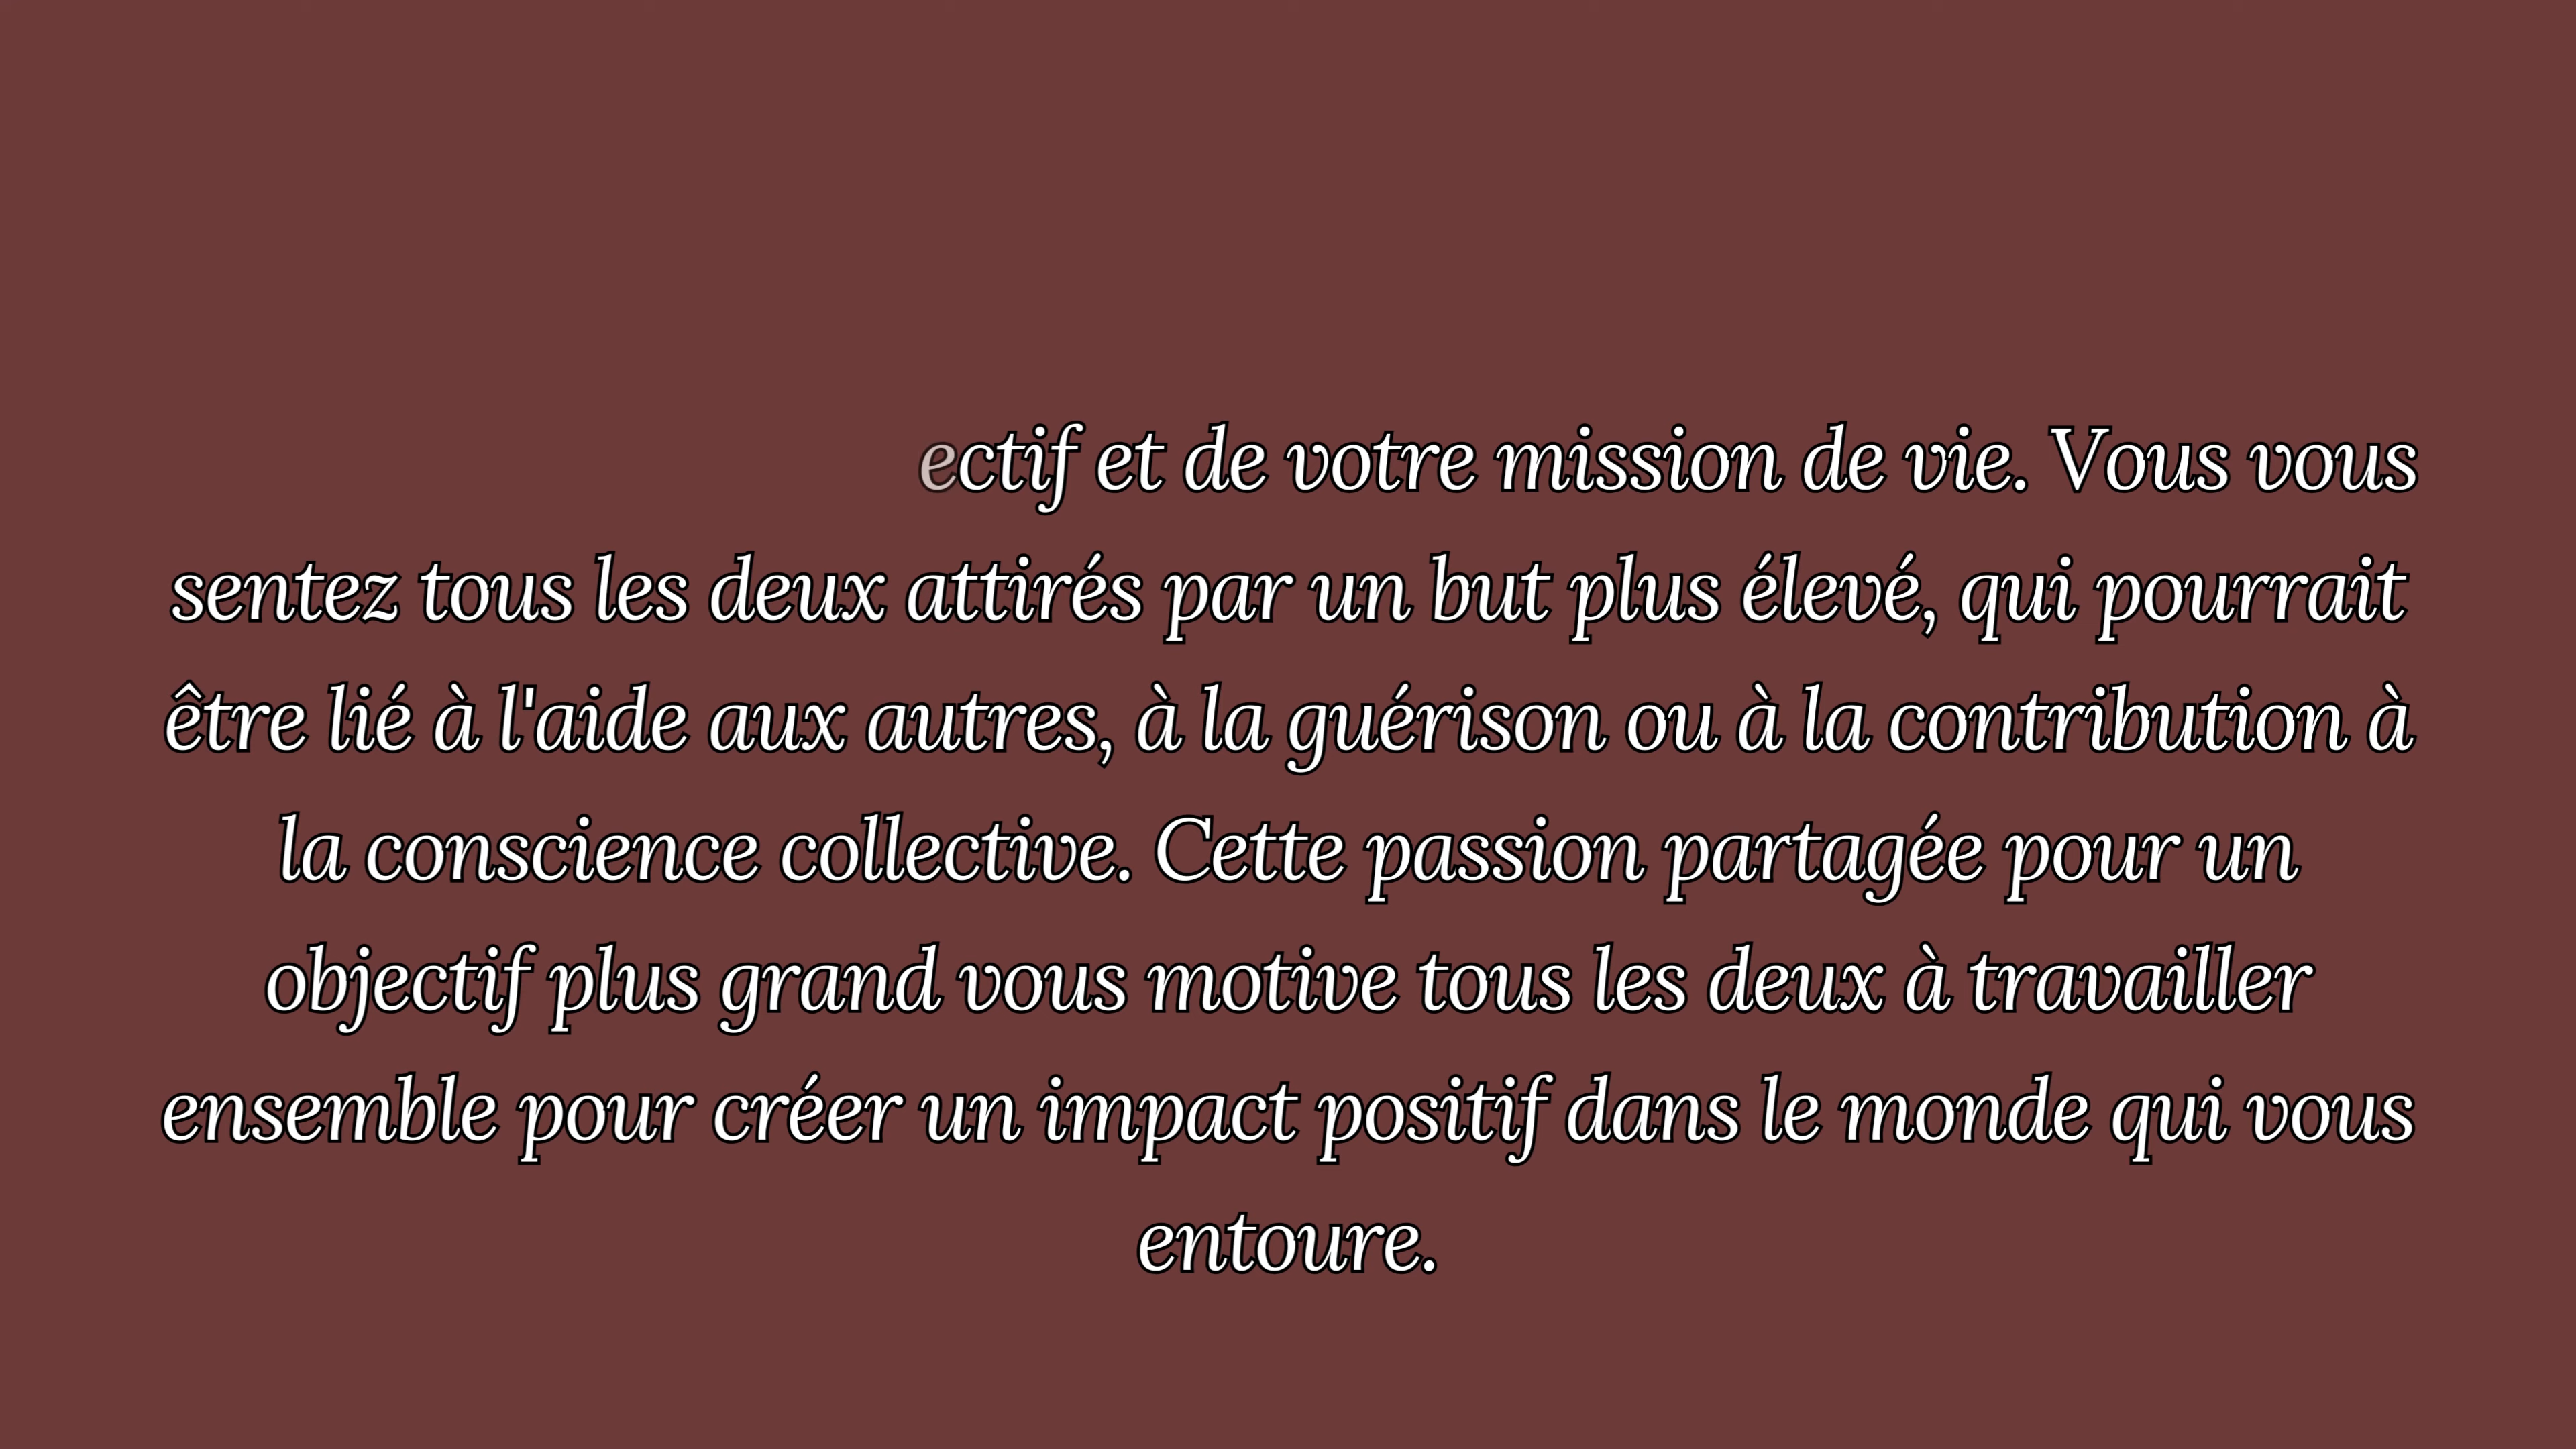 ectif et de votre mission de vie. Vous vous
sentez tous les deux attirés par un but plus élevé, qui pourrait
être lié à l'aide aux autres, à la guérison ou à la contribution à
la conscience collective. Cette passion partagée pour un
objectif plus grand vous motive tous les deux à travailler
ensemble pour créer un impact positif dans le monde qui vous
entoure.